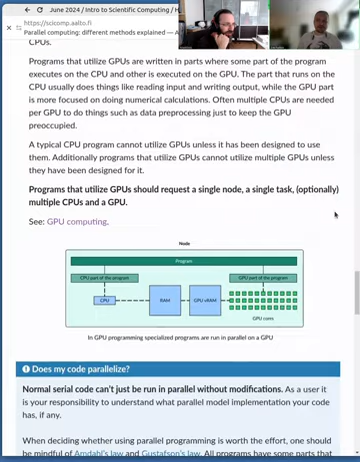 June 2024 / Intro to Scientific Computing / H
https://scicomp.aalto.fi
Parallel computing: different methods explained — A
CPUs.
Programs that utilize GPUs are written in parts where some part of the program
executes on the CPU and other is executed on the GPU. The part that runs on the
CPU usually does things like reading input and writing output, while the GPU part
is more focused on doing numerical calculations. Often multiple CPUs are needed
per GPU to do things such as data preprocessing just to keep the GPU
preoccupied.
A typical CPU program cannot utilize GPUs unless it has been designed to use
them. Additionally programs that utilize GPUs cannot utilize multiple GPUs unless
they have been designed for it.
Programs that utilize GPUs should request a single node, a single task, (optionally)
multiple CPUs and a GPU.
See: GPU computing.
Node
Program
CPU part of the program
GPU part of the program
CPU
RAM
GPU vRAM
GPU cores
In GPU programming specialized programs are run in parallel on a GPU
Does my code parallelize?
Normal serial code can't just be run in parallel without modifications. As a user it
is your responsibility to understand what parallel model implementation your code
has, if any.
When deciding whether using parallel programming is worth the effort, one should
be mindful of Amdahl's law and Gustafson's law. All programs have some parts that